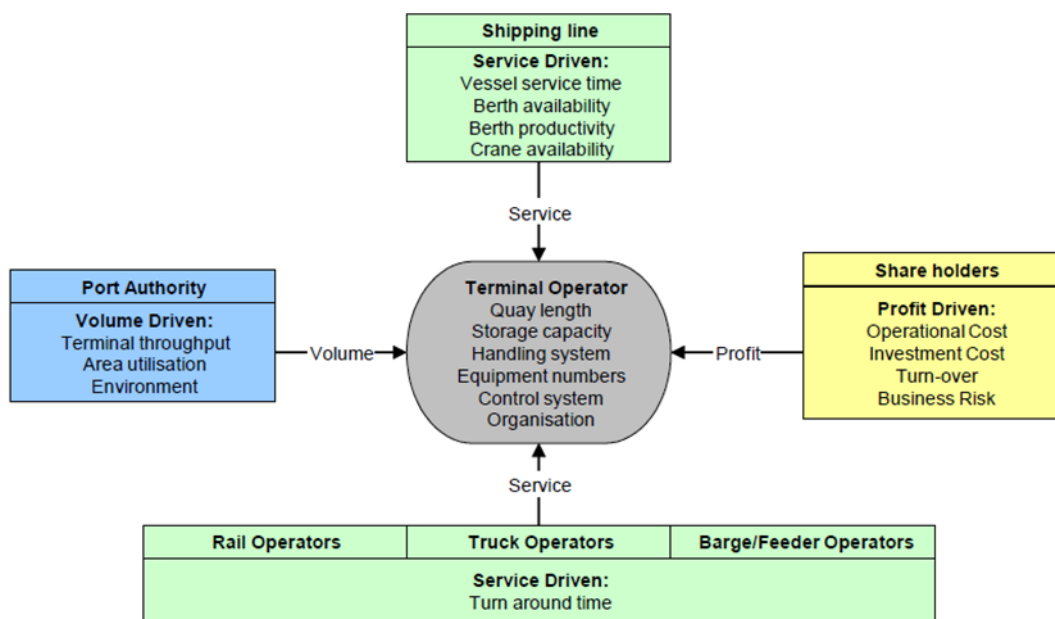 Shipping line
Service Driven:
Vessel service time
Berth availability
Berth productivity
Crane availability
Service
Port Authority
Volume Driven:
Terminal throughput
Area utilisation
Environment
Volume
Terminal Operator
Quay length
Storage capacity
Handling system
Equipment numbers
Control system
Organisation
Profit
Share holders
Profit Driven:
Operational Cost
Investment Cost
Turn-over
Business Risk
Service
Rail Operators
Truck Operators
Barge/Feeder Operators
Service Driven:
Turn around time